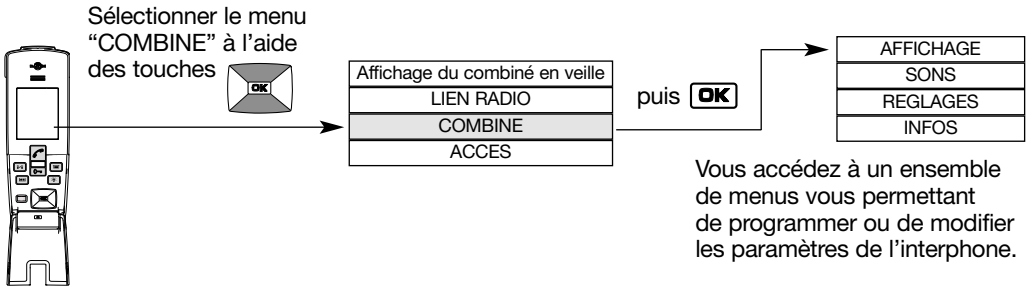 Sélectionner le menu
“COMBINE” à l’aide
des touches
OK
Affichage du combiné en veille
LIEN RADIO
COMBINE
ACCES
puis OK
AFFICHAGE
SONS
REGLAGES
INFOS
Vous accédez à un ensemble
de menus vous permettant
de programmer ou de modifier
les paramètres de l’interphone.